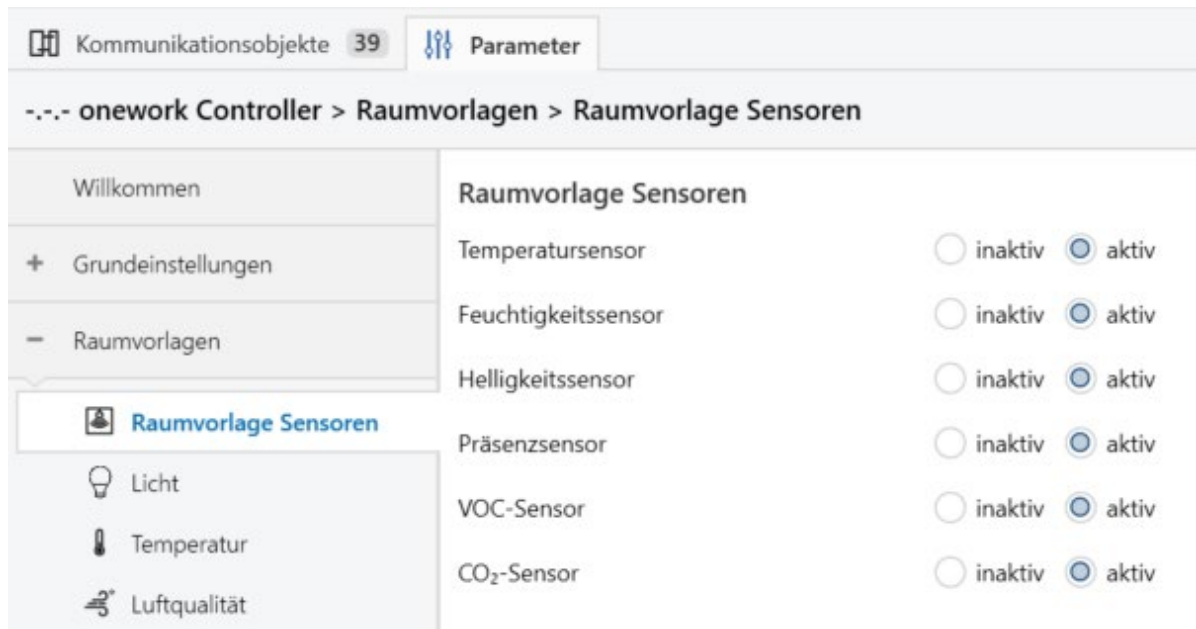 Kommunikationsobjekte 39 Parameter
-.-.- onework Controller > Raumvorlagen > Raumvorlage Sensoren
Willkommen
+ Grundeinstellungen
− Raumvorlagen
Raumvorlage Sensoren
Licht
Temperatur
Luftqualität
Raumvorlage Sensoren
Temperatursensor inaktiv aktiv
Feuchtigkeitssensor inaktiv aktiv
Helligkeitssensor inaktiv aktiv
Präsenzsensor inaktiv aktiv
VOC-Sensor inaktiv aktiv
CO₂-Sensor inaktiv aktiv